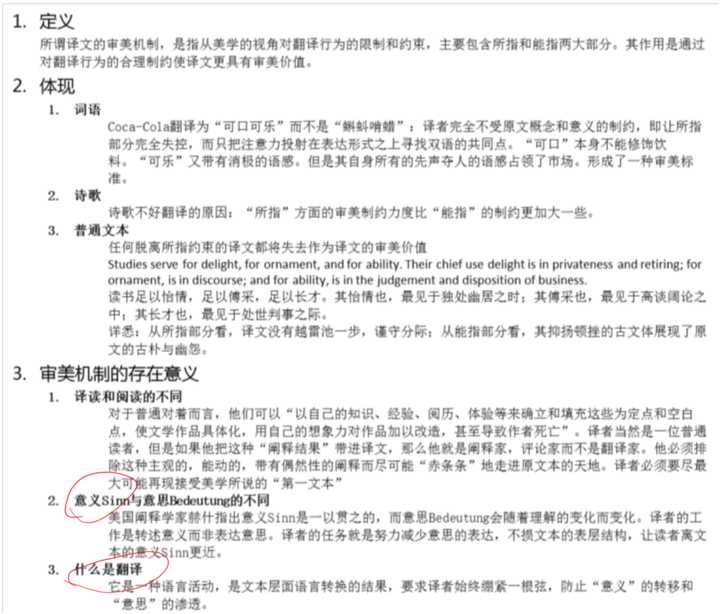 1. 定义
所谓译文的审美机制，是指从美学的视角对翻译行为的限制和约束，主要包含所指和能指两大部分。其作用是通过
对翻译行为的合理制约使译文更具有审美价值。
2. 体现
1. 词语
Coca-Cola翻译为“可口可乐”而不是“蝌蚪啃蜡”：译者完全不受原文概念和意义的制约，即让所指
部分完全失控，而只把注意力投射在表达形式之上寻找双语的共同点。“可口”本身不能修饰饮
料。“可乐”又带有消极的语感。但是其自身所有的先声夺人的语感占领了市场。形成了一种审美标
准。
2. 诗歌
诗歌不好翻译的原因：“所指”方面的审美制约力度比“能指”的制约更加大一些。
3. 普通文本
任何脱离所指约束的译文都将失去作为译文的审美价值
Studies serve for delight, for ornament, and for ability. Their chief use delight is in privateness and retiring; for
ornament, is in discourse; and for ability, is in the judgement and disposition of business.
读书足以怡情，足以傅采，足以长才。其怡情也，最见于独处幽居之时；其傅采也，最见于高谈阔论之
中；其长才也，最见于处世判事之际。
详悉：从所指部分看，译文没有越雷池一步，谨守分际；从能指部分看，其抑扬顿挫的古文体展现了原
文的古朴与幽怨。
3. 审美机制的存在意义
1. 译读和阅读的不同
对于普通对着而言，他们可以“以自己的知识、经验、阅历、体验等来确立和填充这些为定点和空白
点，使文学作品具体化，用自己的想象力对作品加以改造，甚至导致作者死亡”。译者当然是一位普通
读者，但是如果他把这种“阐释结果”带进译文，那么他就是阐释家，评论家而不是翻译家。他必须排
除这种主观的，能动的，带有偶然性的阐释而尽可能“赤条条”地走进原文本的天地。译者必须要尽最
大可能再现接受美学所说的“第一文本”
2. 意义Sinn与意思Bedeutung的不同
美国阐释学家赫什指出意义Sinn是一以贯之的，而意思Bedeutung会随着理解的变化而变化。译者的工
作是转述意义而非表达意思。译者的任务就是努力减少意思的表达，不损文本的表层结构，让读者离文
本的意义Sinn更近。
3. 什么是翻译
它是一种语言活动，是文本层面语言转换的结果，要求译者始终绷紧一根弦，防止“意义”的转移和
“意思”的渗透。